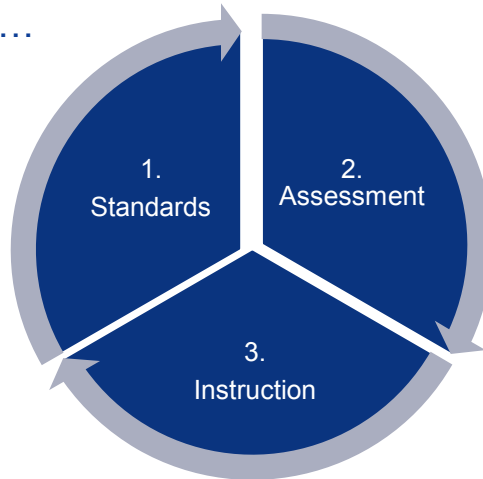 ...
1.
Standards
2.
Assessment
3.
Instruction